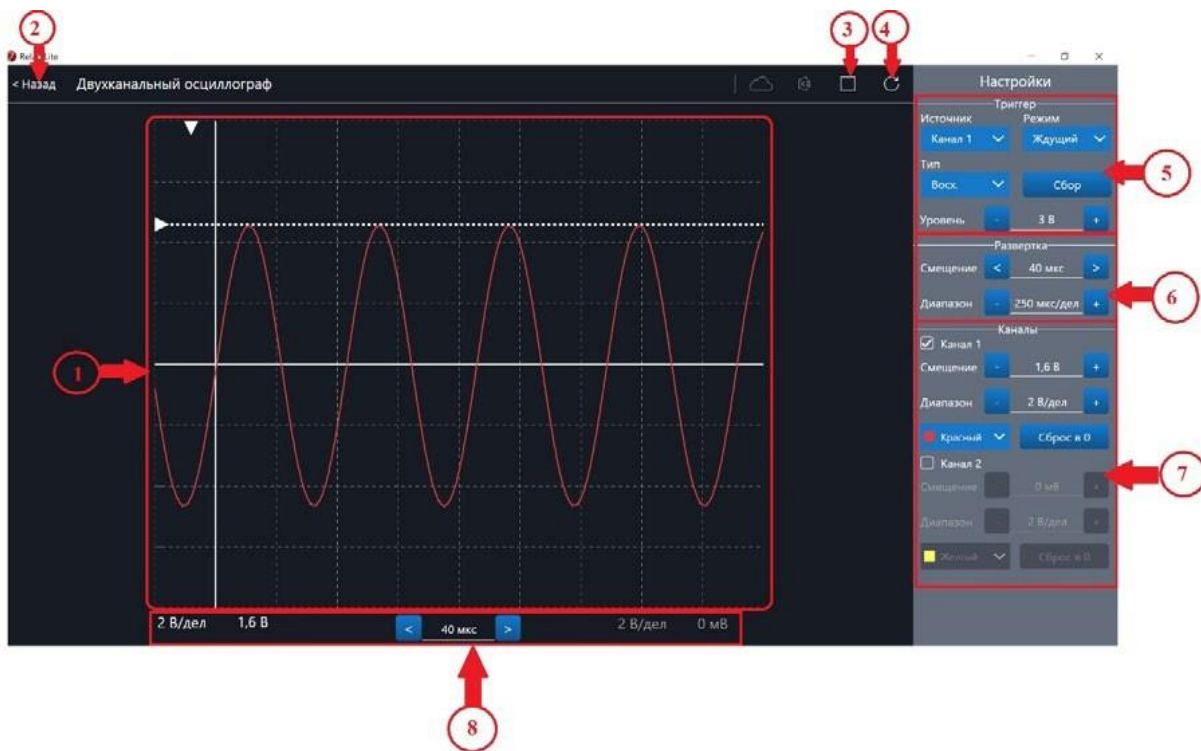 2
3
4
Relab Lite
< Назад Двухканальный осциллограф
Настройки
Триггер
Источник Режим
Канал 1 Ждущий
Тип
Восх. Сбор
5
Уровень - 3 В +
Развертка
Смещение < 40 мкс >
6
Диапазон - 250 мкс/дел +
Каналы
1
Канал 1
Смещение - 1,6 В +
Диапазон - 2 В/дел +
Красный Сброс в 0
Канал 2
7
Смещение - 0 мВ +
Диапазон - 2 В/дел +
Желтый Сброс в 0
2 В/дел 1,6 В < 40 мкс > 2 В/дел 0 мВ
8